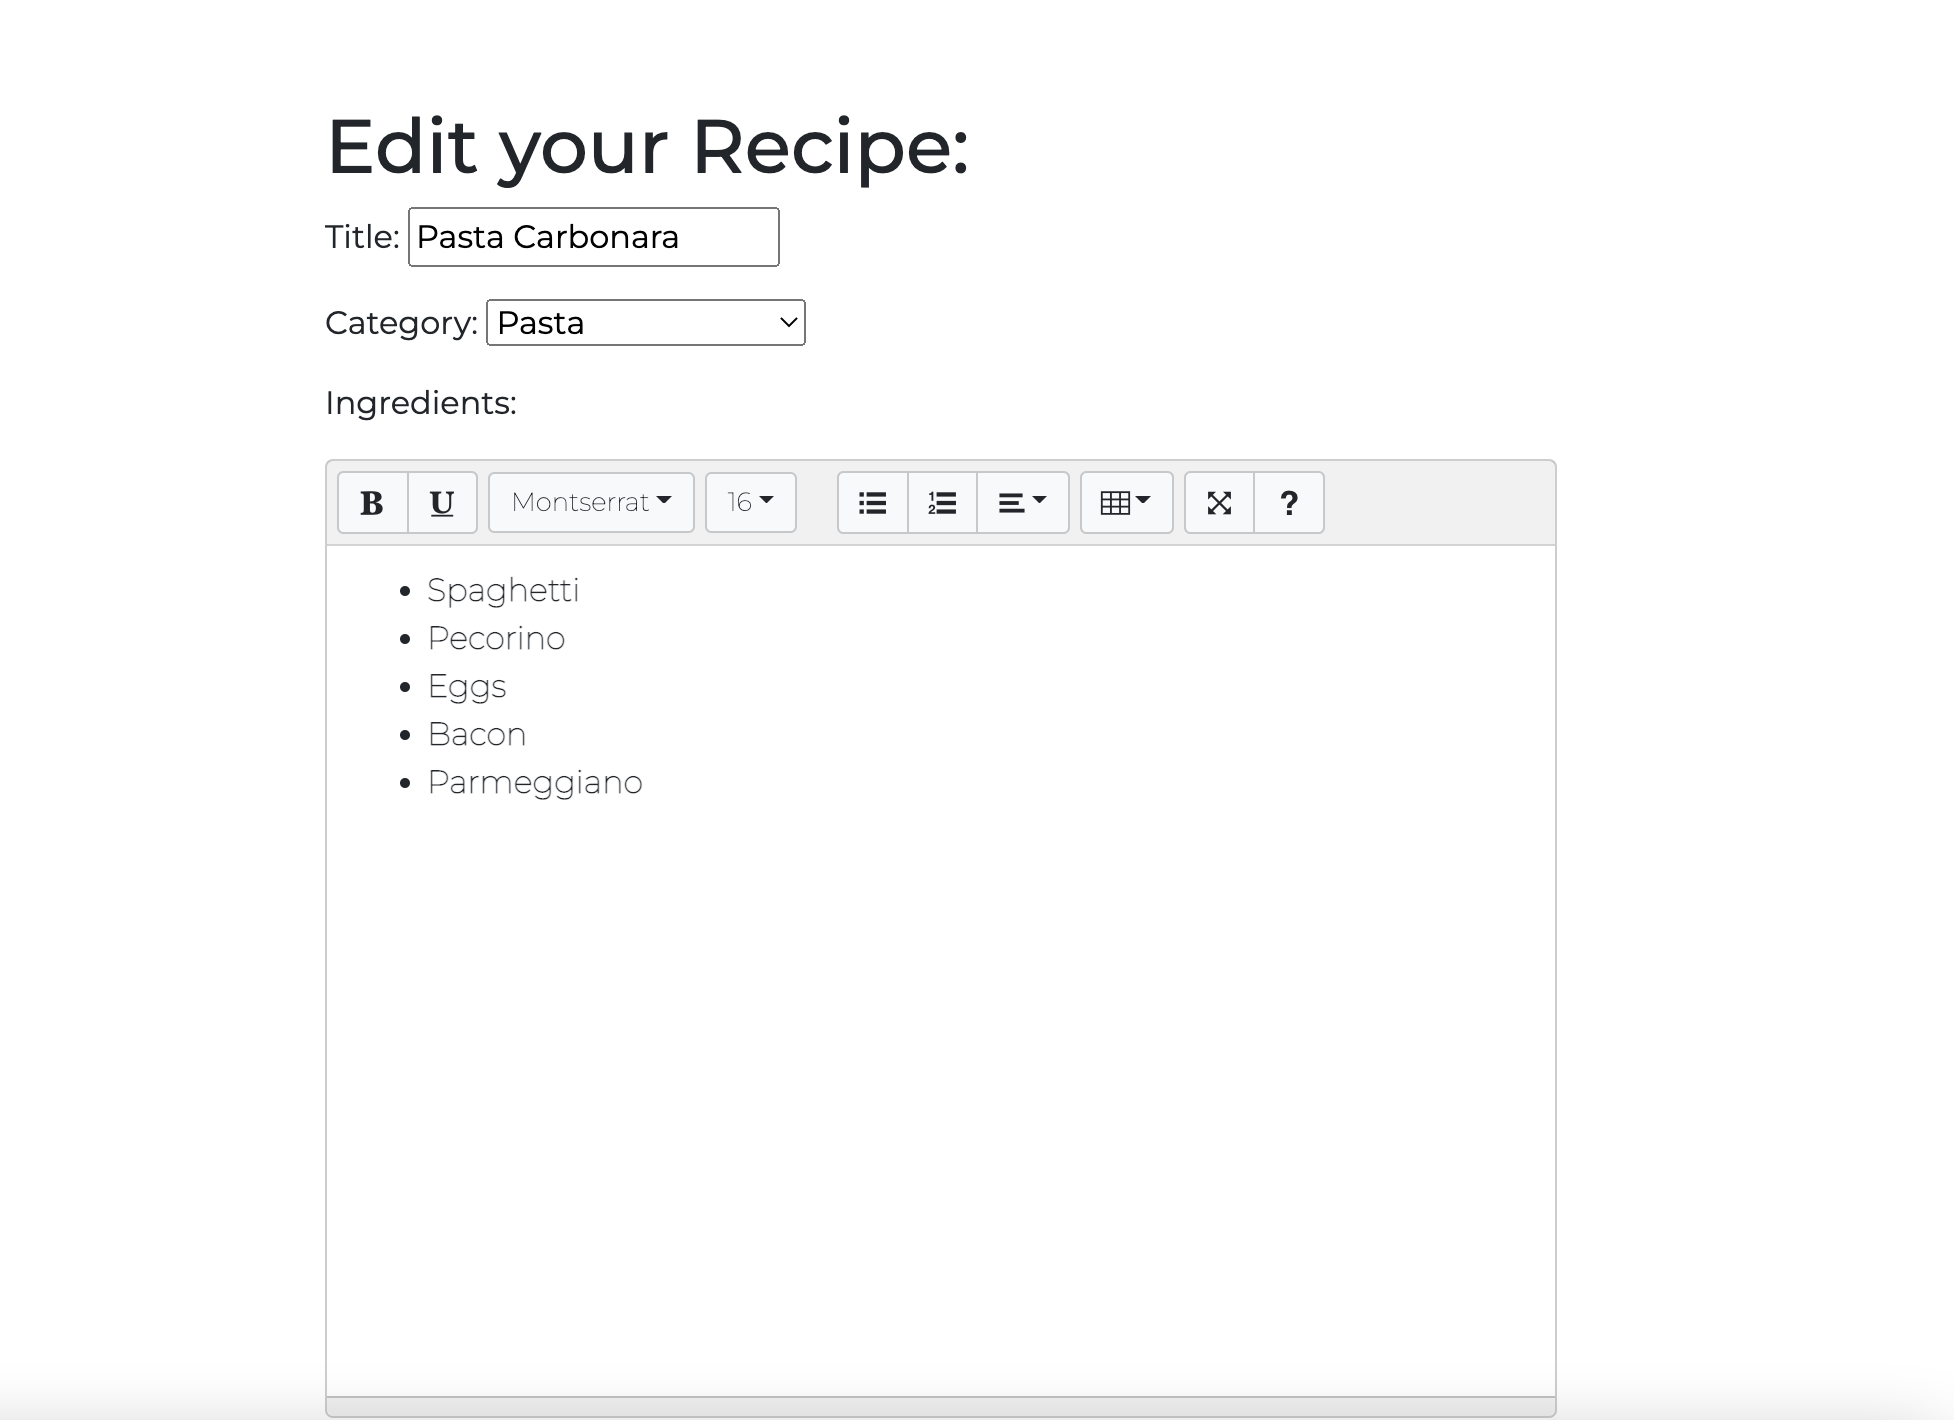 Edit your Recipe:
Title: Pasta Carbonara
Category: Pasta
Ingredients:
B U Montserrat 16 ?
• Spaghetti
• Pecorino
• Eggs
• Bacon
• Parmeggiano